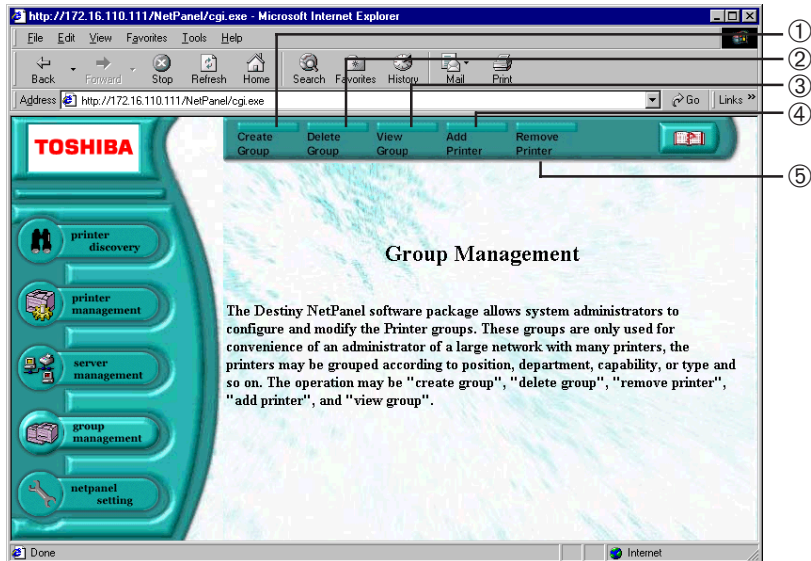 http://172.16.110.111/NetPanel/cgi.exe - Microsoft Internet Explorer
File Edit View Favorites Tools Help
Back Forward Stop Refresh Home Search Favorites History Mail Print
Address http://172.16.110.111/NetPanel/cgi.exe Go Links »
①
②
③
④
⑤
TOSHIBA
Create Group
Delete Group
View Group
Add Printer
Remove Printer
printer discovery
printer management
server management
group management
netpanel setting
Group Management
The Destiny NetPanel software package allows system administrators to
configure and modify the Printer groups. These groups are only used for
convenience of an administrator of a large network with many printers, the
printers may be grouped according to position, department, capability, or type and
so on. The operation may be "create group", "delete group", "remove printer",
"add printer", and "view group".
Done
Internet